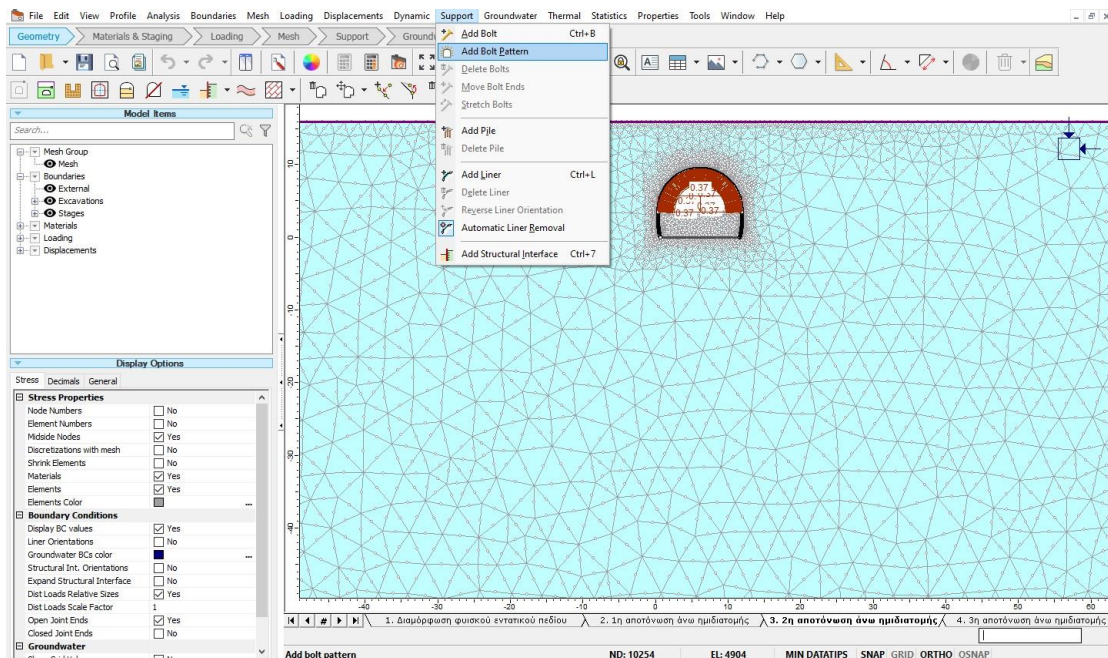 File Edit View Profile Analysis Boundaries Mesh Loading Displacements Dynamic Support Groundwater Thermal Statistics Properties Tools Window Help
Geometry Materials & Staging Loading Mesh Support Ground
Add Bolt Ctrl+B
Add Bolt Pattern
Delete Bolts
Move Bolt Ends
Stretch Bolts
Add Pile
Delete Pile
Add Liner Ctrl+L
Delete Liner
Reverse Liner Orientation
Automatic Liner Removal
Add Structural Interface Ctrl+7
Model Items
Search...
Mesh Group
Mesh
Boundaries
External
Excavations
Stages
Materials
Loading
Displacements
Display Options
Stress Decimals General
Stress Properties
Node Numbers No
Element Numbers No
Midside Nodes Yes
Discretizations with mesh No
Shrink Elements No
Materials Yes
Elements Yes
Elements Color ...
Boundary Conditions
Display BC values Yes
Liner Orientations No
Groundwater BCs color ...
Structural Int. Orientations No
Expand Structural Interface No
Dist Loads Relative Sizes Yes
Dist Loads Scale Factor 1
Open Joint Ends Yes
Closed Joint Ends No
Groundwater
10
0
-10
-20
-30
-40
0.37
0.37
0.37
0.37
-40 -30 -20 -10 0 10 20 30 40 50 60
1. Διαμόρφωση φυσικού εντατικού πεδίου 2. 1η αποτόνωση άνω ημιδιατομής 3. 2η αποτόνωση άνω ημιδιατομής 4. 3η αποτόνωση άνω ημιδιατομής
Add bolt pattern ND: 10254 EL: 4904 MIN DATATIPS SNAP GRID ORTHO OSNAP